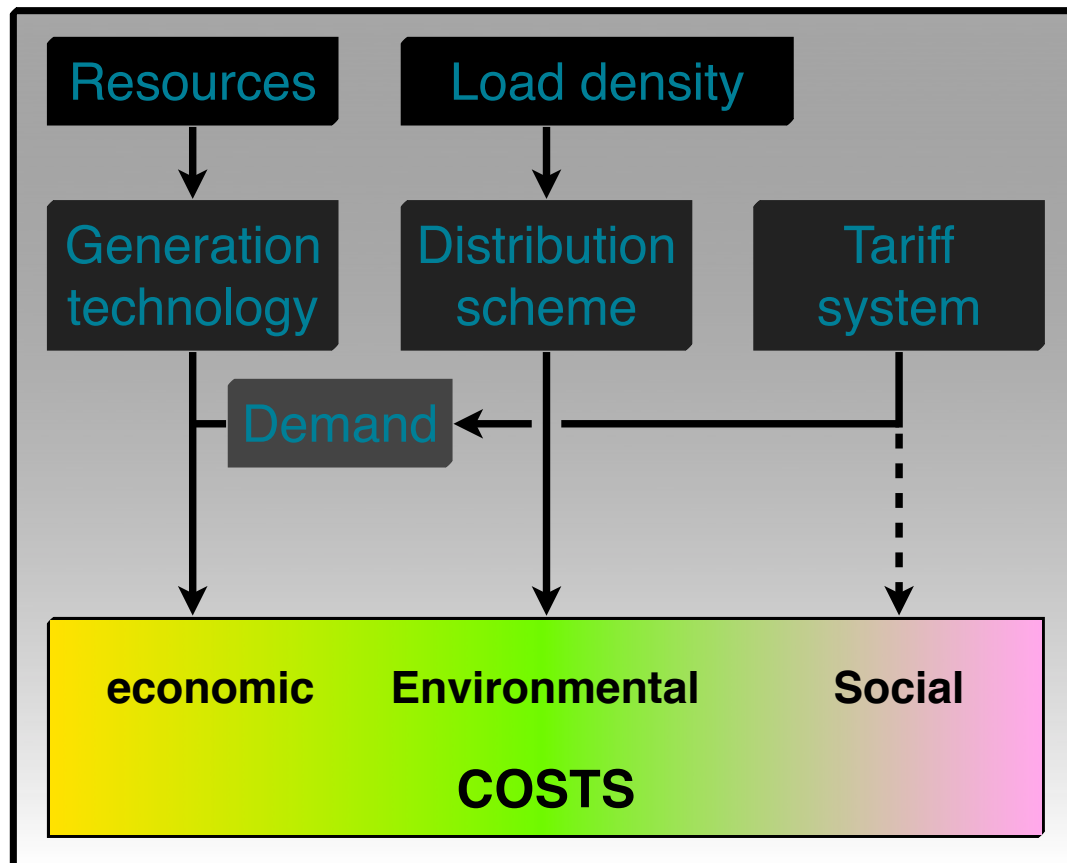 Resources
Load density
Generation
technology
Distribution
scheme
Tariff
system
Demand
economic
Environmental
Social
COSTS